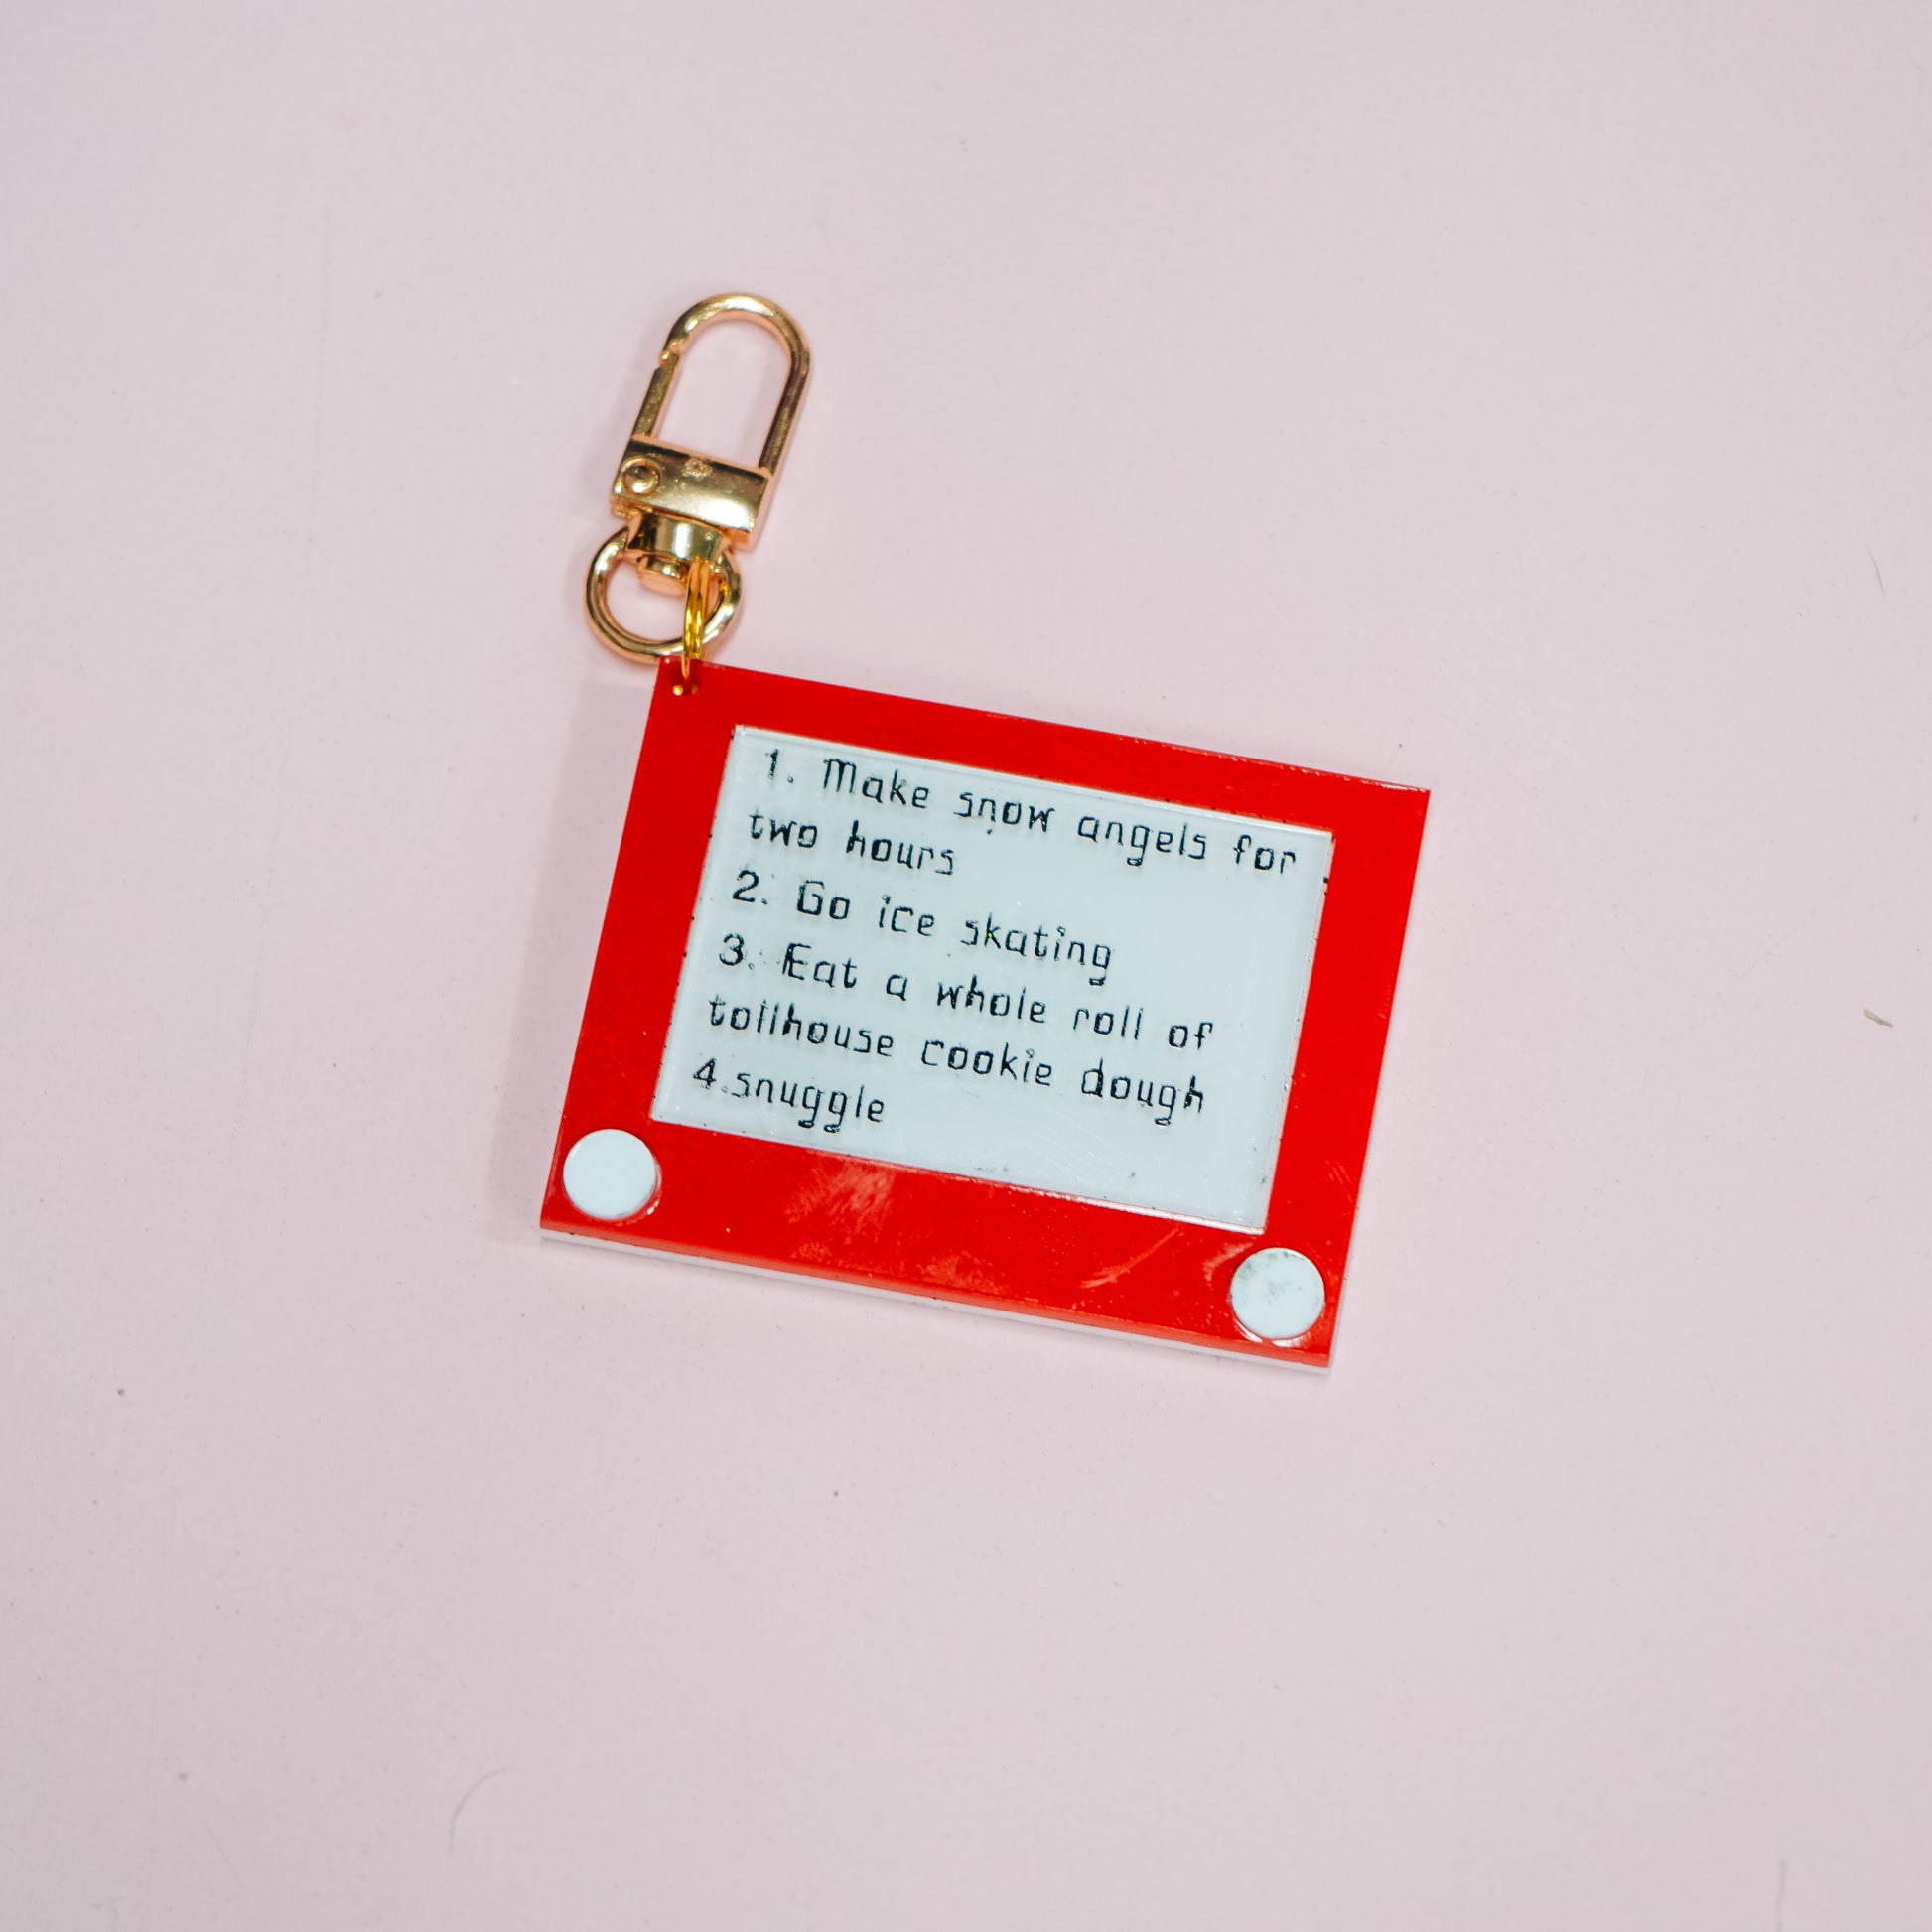 1. Make snow angels for
two hours
2. Go ice skating
3. Eat a whole roll of
tollhouse cookie dough
4.snuggle